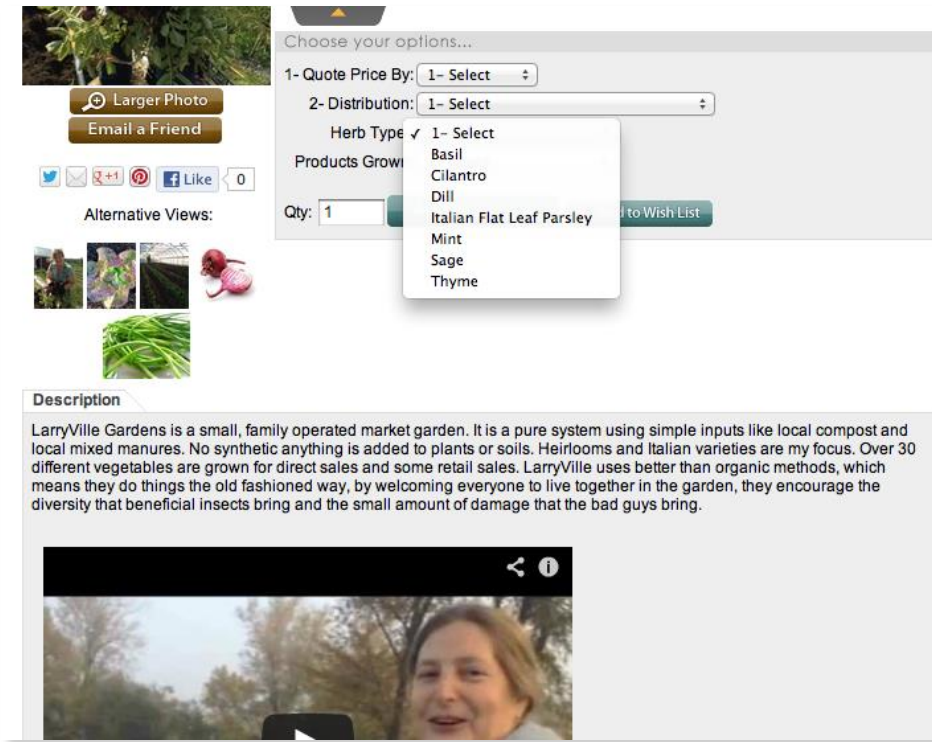 Choose your options...
1- Quote Price By: 1- Select
2- Distribution: 1- Select
Herb Type ✓ 1- Select
Basil
Products Grown
Cilantro
Dill
Qty: 1
Italian Flat Leaf Parsley
to Wish List
Mint
Sage
Thyme
Larger Photo
Email a Friend
g+1
Like 0
Alternative Views:
Description
LarryVille Gardens is a small, family operated market garden. It is a pure system using simple inputs like local compost and
local mixed manures. No synthetic anything is added to plants or soils. Heirlooms and Italian varieties are my focus. Over 30
different vegetables are grown for direct sales and some retail sales. LarryVille uses better than organic methods, which
means they do things the old fashioned way, by welcoming everyone to live together in the garden, they encourage the
diversity that beneficial insects bring and the small amount of damage that the bad guys bring.